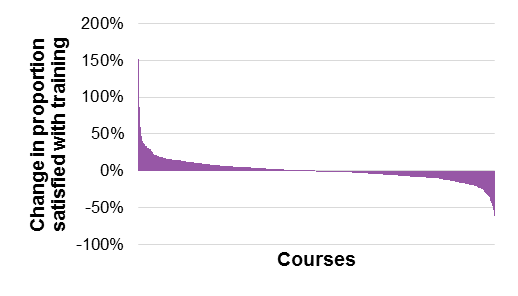 Change in proportion
satisfied with training
200%
150%
100%
50%
0%
-50%
-100%
Courses